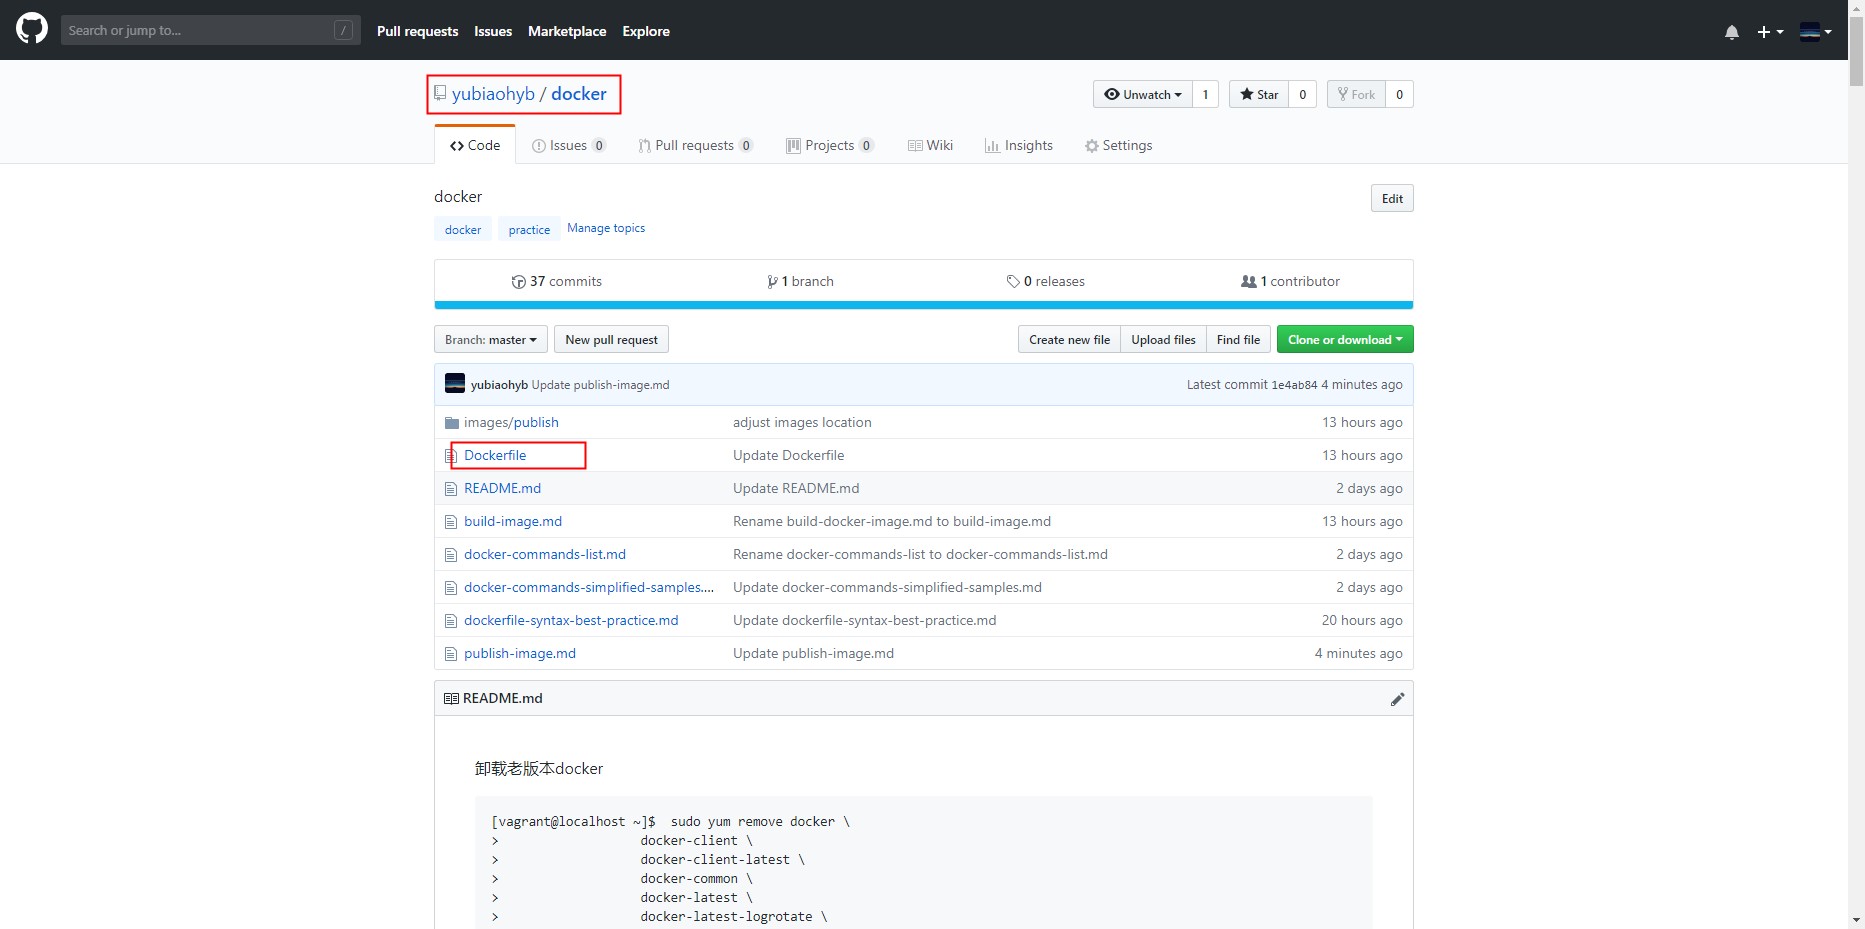 Search or jump to... /
Pull requests Issues Marketplace Explore
yubiaohyb / docker
Unwatch 1 Star 0 Fork 0
Code Issues 0 Pull requests 0 Projects 0 Wiki Insights Settings
docker
Edit
docker practice Manage topics
37 commits 1 branch 0 releases 1 contributor
Branch: master New pull request Create new file Upload files Find file Clone or download
yubiaohyb Update publish-image.md Latest commit 1e4ab84 4 minutes ago
images/publish adjust images location 13 hours ago
Dockerfile Update Dockerfile 13 hours ago
README.md Update README.md 2 days ago
build-image.md Rename build-docker-image.md to build-image.md 13 hours ago
docker-commands-list.md Rename docker-commands-list to docker-commands-list.md 2 days ago
docker-commands-simplified-samples.... Update docker-commands-simplified-samples.md 2 days ago
dockerfile-syntax-best-practice.md Update dockerfile-syntax-best-practice.md 20 hours ago
publish-image.md Update publish-image.md 4 minutes ago
README.md
卸载老版本docker
[vagrant@localhost ~]$  sudo yum remove docker \
> docker-client \
> docker-client-latest \
> docker-common \
> docker-latest \
> docker-latest-logrotate \